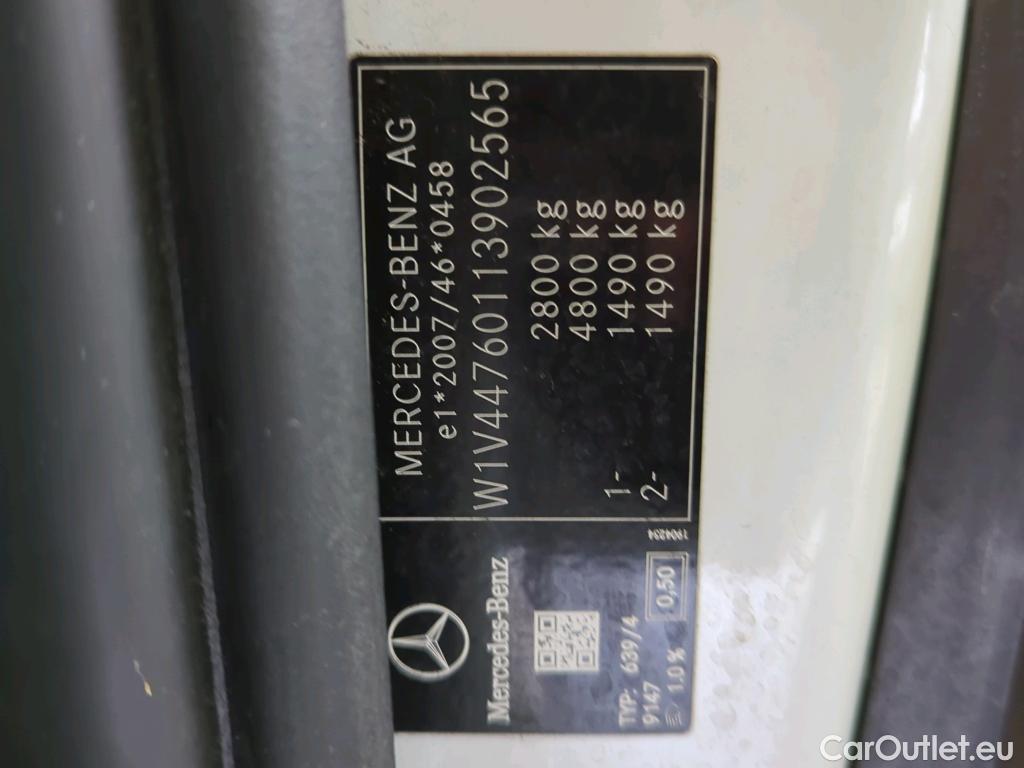 MERCEDES-BENZ AG
e1*2007/46*0458
W1V44760113902565
2800 kg
4800 kg
1- 1490 kg
2- 1490 kg
Mercedes-Benz
TYP: 639/4
9147
1.0 % 0,50
1904234
CarOutlet.eu